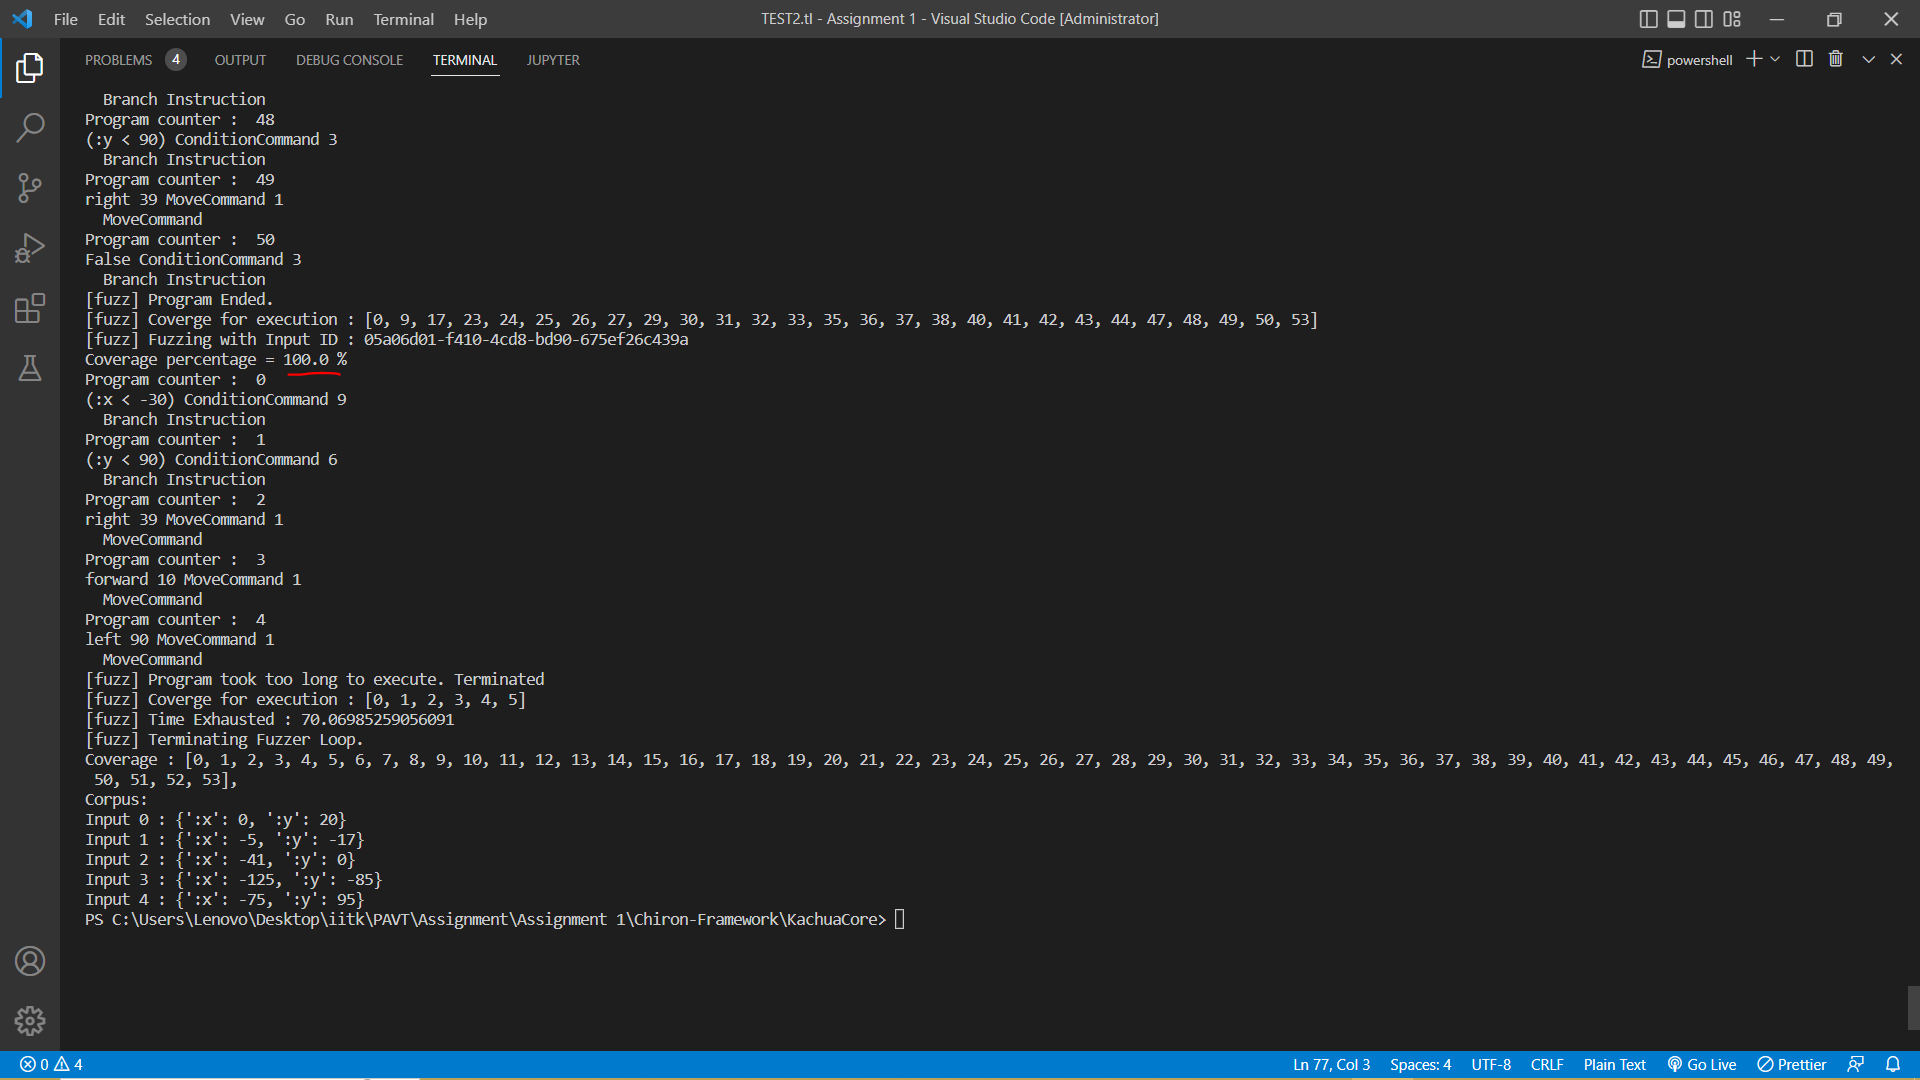 File Edit Selection View Go Run Terminal Help
TEST2.tl - Assignment 1 - Visual Studio Code [Administrator]
PROBLEMS 4 OUTPUT DEBUG CONSOLE TERMINAL JUPYTER
powershell
Branch Instruction
Program counter :  48
(:y < 90) ConditionCommand 3
Branch Instruction
Program counter :  49
right 39 MoveCommand 1
MoveCommand
Program counter :  50
False ConditionCommand 3
Branch Instruction
[fuzz] Program Ended.
[fuzz] Coverge for execution : [0, 9, 17, 23, 24, 25, 26, 27, 29, 30, 31, 32, 33, 35, 36, 37, 38, 40, 41, 42, 43, 44, 47, 48, 49, 50, 53]
[fuzz] Fuzzing with Input ID : 05a06d01-f410-4cd8-bd90-675ef26c439a
Coverage percentage = 100.0 %
Program counter :  0
(:x < -30) ConditionCommand 9
Branch Instruction
Program counter :  1
(:y < 90) ConditionCommand 6
Branch Instruction
Program counter :  2
right 39 MoveCommand 1
MoveCommand
Program counter :  3
forward 10 MoveCommand 1
MoveCommand
Program counter :  4
left 90 MoveCommand 1
MoveCommand
[fuzz] Program took too long to execute. Terminated
[fuzz] Coverge for execution : [0, 1, 2, 3, 4, 5]
[fuzz] Time Exhausted : 70.06985259056091
[fuzz] Terminating Fuzzer Loop.
Coverage : [0, 1, 2, 3, 4, 5, 6, 7, 8, 9, 10, 11, 12, 13, 14, 15, 16, 17, 18, 19, 20, 21, 22, 23, 24, 25, 26, 27, 28, 29, 30, 31, 32, 33, 34, 35, 36, 37, 38, 39, 40, 41, 42, 43, 44, 45, 46, 47, 48, 49,
50, 51, 52, 53],
Corpus:
Input 0 : {':x': 0, ':y': 20}
Input 1 : {':x': -5, ':y': -17}
Input 2 : {':x': -41, ':y': 0}
Input 3 : {':x': -125, ':y': -85}
Input 4 : {':x': -75, ':y': 95}
PS C:\Users\Lenovo\Desktop\iitk\PAVT\Assignment\Assignment 1\Chiron-Framework\KachuaCore>
0 4 Ln 77, Col 3 Spaces: 4 UTF-8 CRLF Plain Text Go Live Prettier